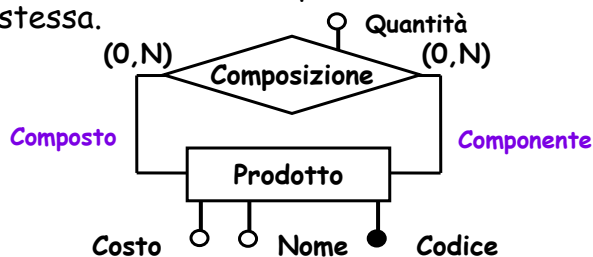 stessa.
Quantità
(0,N) (0,N)
Composizione
Composto Componente
Prodotto
Costo Nome Codice